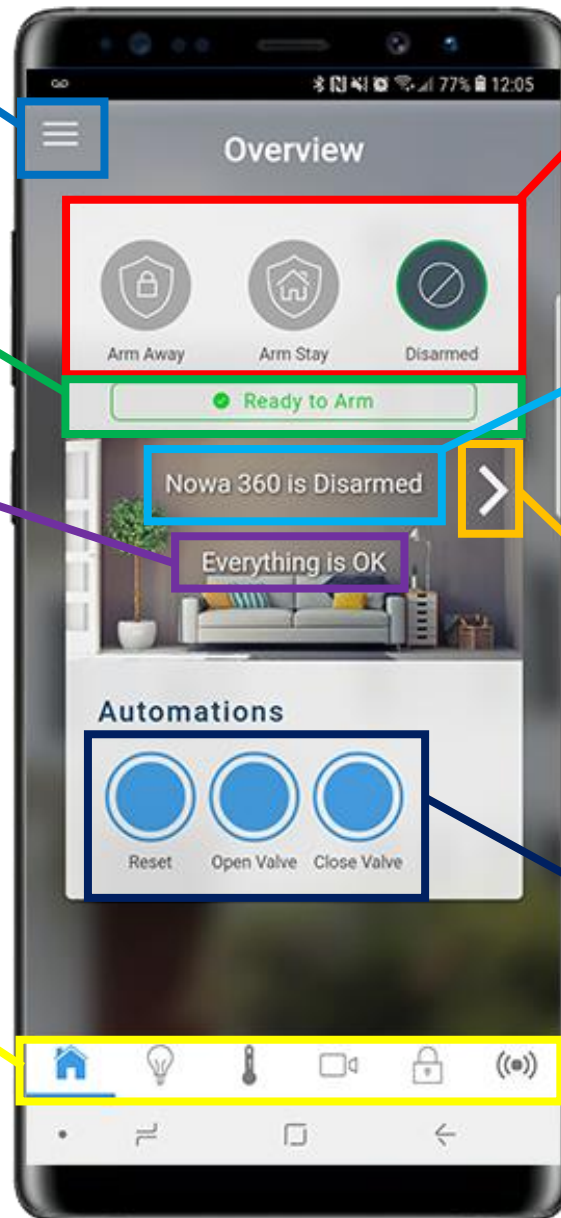 77% 12:05
Overview
Arm Away Arm Stay Disarmed
Ready to Arm
Nowa 360 is Disarmed
Everything is OK
Automations
Reset Open Valve Close Valve